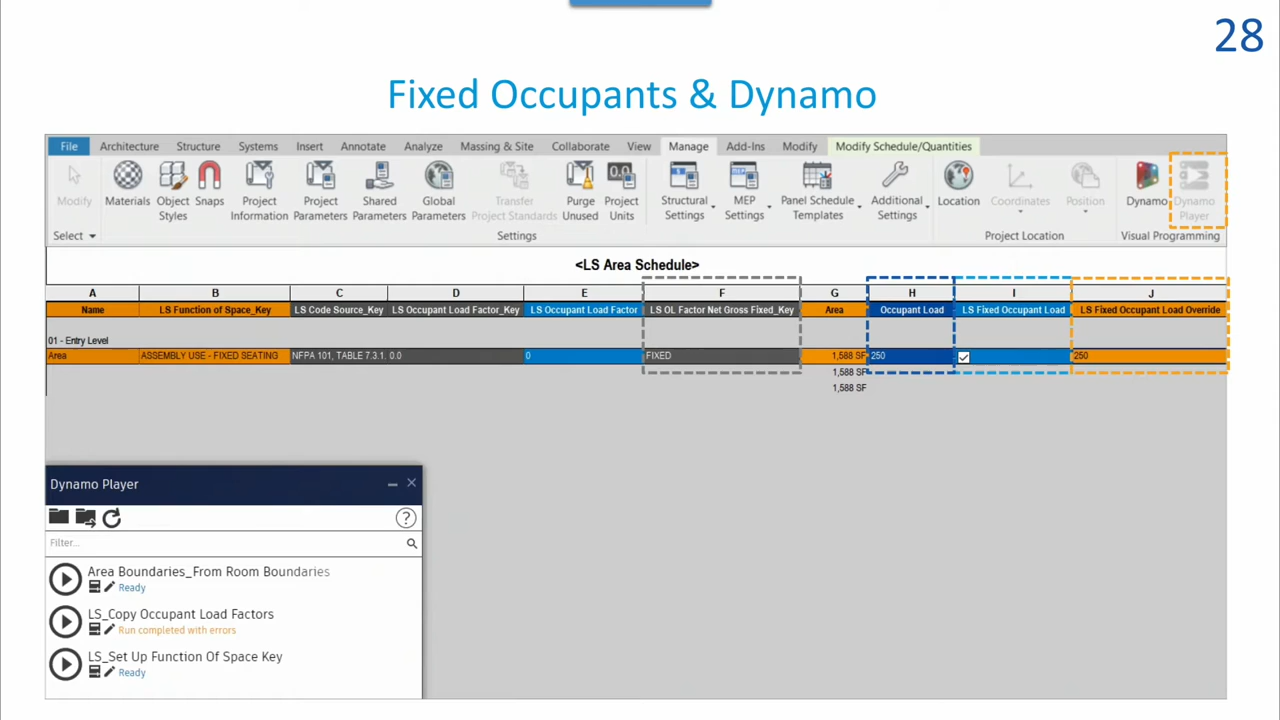 28
Fixed Occupants & Dynamo
File Architecture Structure Systems Insert Annotate Analyze Massing & Site Collaborate View Manage Add-Ins Modify Modify Schedule/Quantities
Modify Materials Object Styles Snaps Project Information Project Parameters Shared Parameters Global Parameters Transfer Project Standards Purge Unused Project Units Structural Settings MEP Settings Panel Schedule Templates Additional Settings Location Coordinates Position Dynamo Dynamo Player
Select Settings Project Location Visual Programming
<LS Area Schedule>
A B C D E F G H I J
Name LS Function of Space_Key LS Code Source_Key LS Occupant Load Factor_Key LS Occupant Load Factor LS OL Factor Net Gross Fixed_Key Area Occupant Load LS Fixed Occupant Load LS Fixed Occupant Load Override
01 - Entry Level
Area ASSEMBLY USE - FIXED SEATING NFPA 101, TABLE 7.3.1. 0.0 0 FIXED 1,588 SF 250 250
1,588 SF
1,588 SF
Dynamo Player
?
Filter...
Area Boundaries_From Room Boundaries
Ready
LS_Copy Occupant Load Factors
Run completed with errors
LS_Set Up Function Of Space Key
Ready